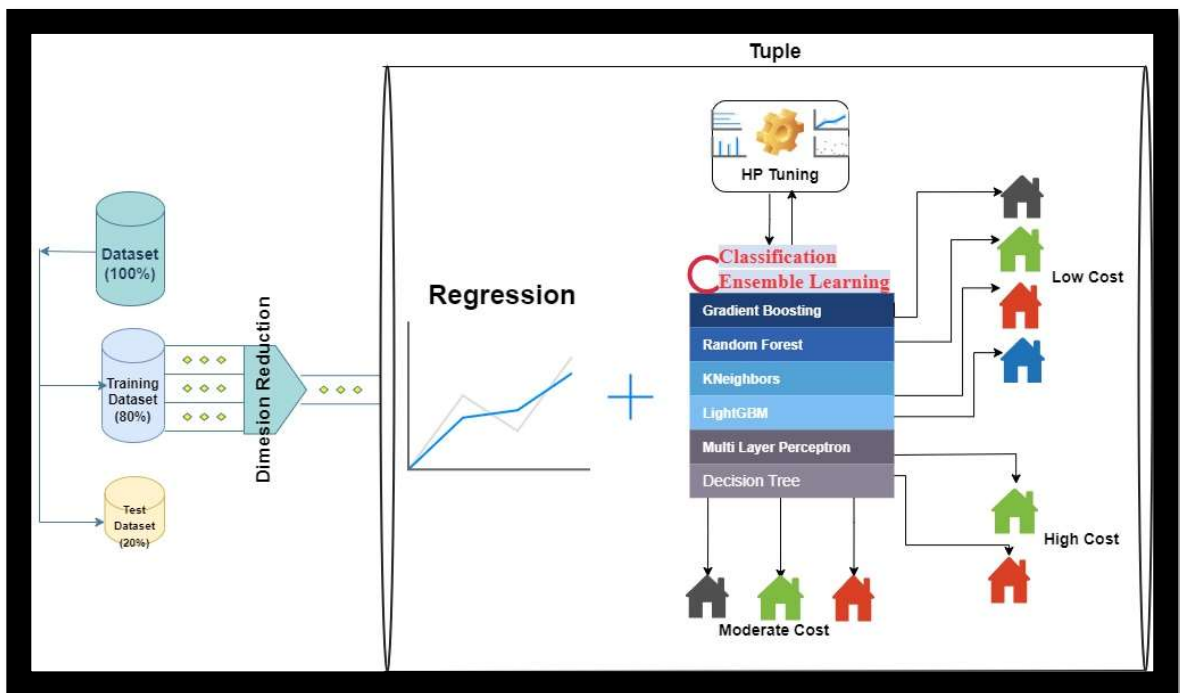 Tuple
HP Tuning
Dataset
(100%)
Classification
Ensemble Learning
Low Cost
Regression
Gradient Boosting
Random Forest
KNeighbors
LightGBM
Multi Layer Perceptron
Decision Tree
Training
Dataset
(80%)
Dimesion Reduction
Test
Dataset
(20%)
High Cost
Moderate Cost